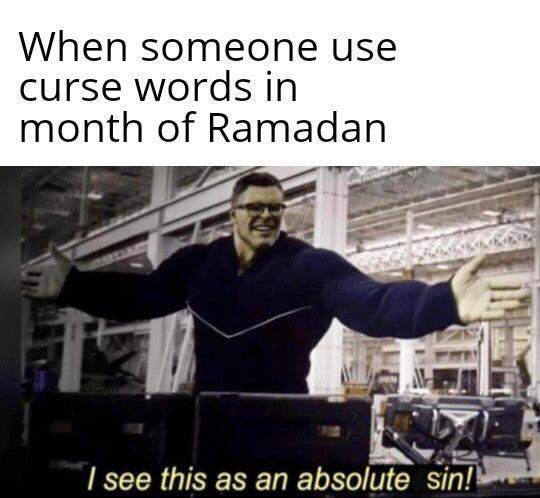 When someone use
curse words in
month of Ramadan
I see this as an absolute sin!